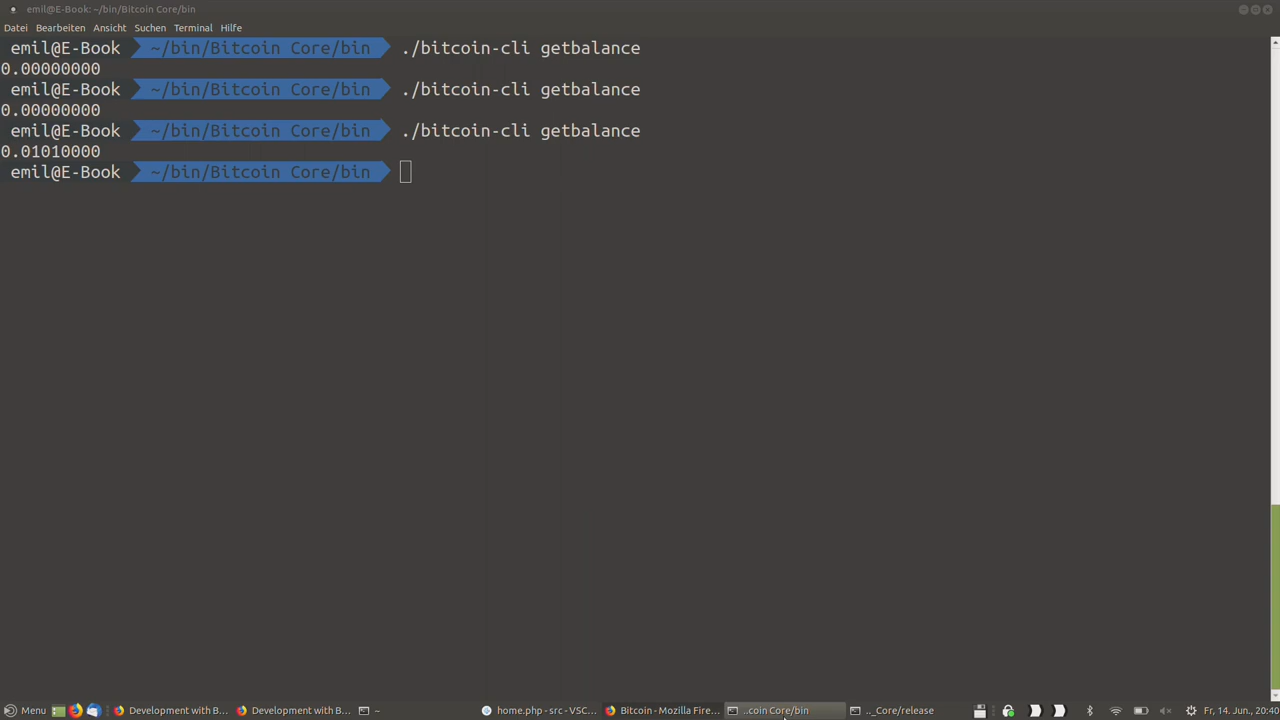 emil@E-Book: ~/bin/Bitcoin Core/bin
Datei Bearbeiten Ansicht Suchen Terminal Hilfe
emil@E-Book ~/bin/Bitcoin Core/bin ./bitcoin-cli getbalance
0.00000000
emil@E-Book ~/bin/Bitcoin Core/bin ./bitcoin-cli getbalance
0.00000000
emil@E-Book ~/bin/Bitcoin Core/bin ./bitcoin-cli getbalance
0.01010000
emil@E-Book ~/bin/Bitcoin Core/bin
Menu Development with B... Development with B... ~ home.php - src - VSC... Bitcoin - Mozilla Fire... ..coin Core/bin .._Core/release Fr, 14. Jun., 20:40